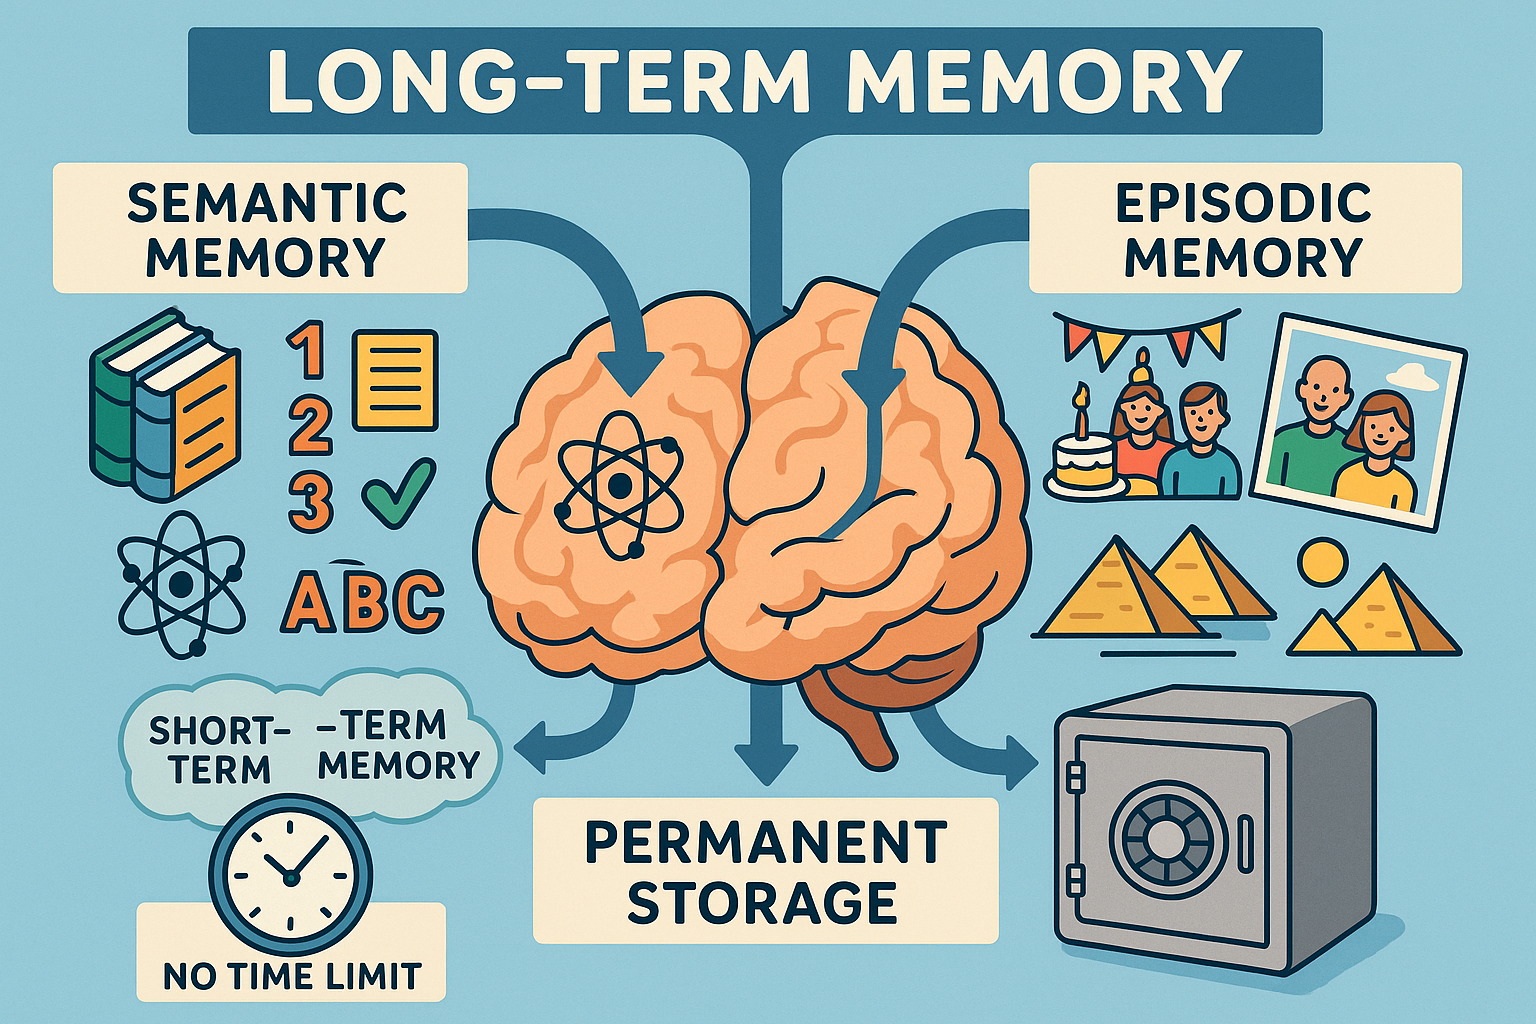 LONG-TERM MEMORY
SEMANTIC
MEMORY
EPISODIC
MEMORY
1
2
3
ABC
SHORT- -TERM
TERM MEMORY
NO TIME LIMIT
PERMANENT
STORAGE